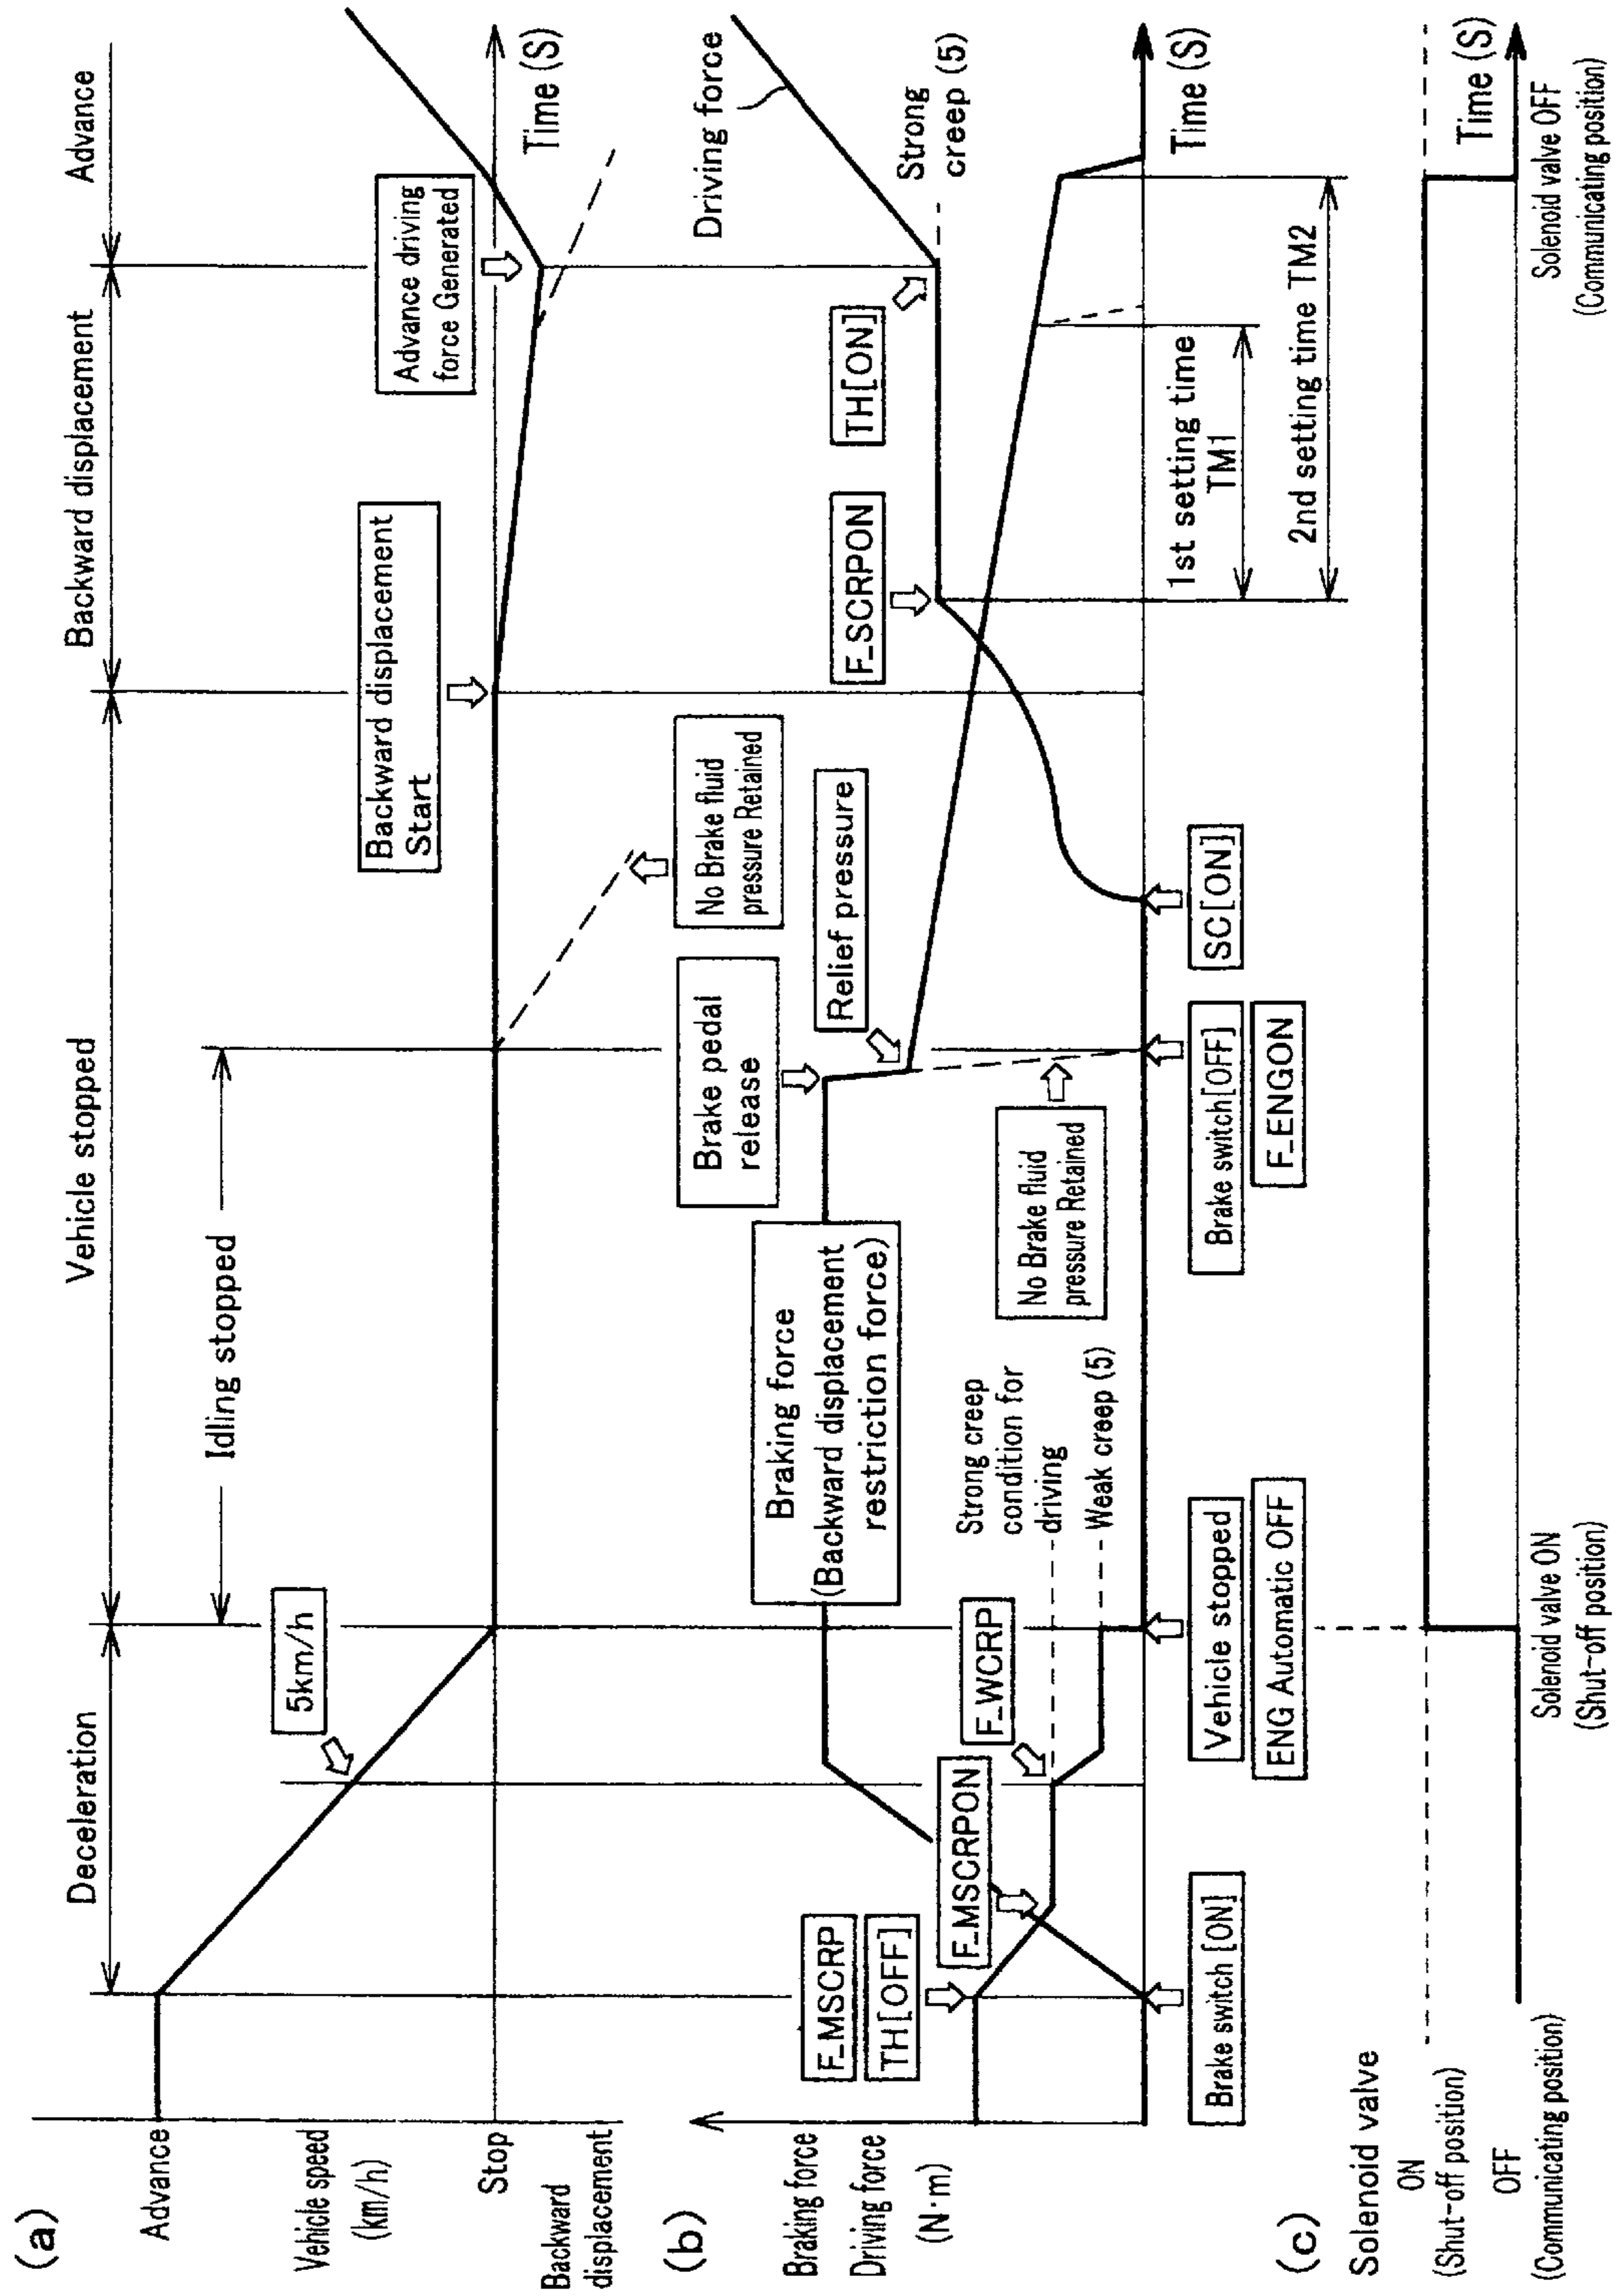 (a)
Deceleration
Vehicle stopped
Backward displacement
Advance
Idling stopped
5km/h
Advance
Vehicle speed
(km/h)
Stop
Backward
displacement
Backward displacement
Start
Advance driving
force Generated
Time (S)
No Brake fluid
pressure Retained
(b)
Braking force
Driving force
(N·m)
F_MSCRP
TH[OFF]
F_MSCRPON
F_WCRP
Braking force
(Backward displacement
restriction force)
Strong creep
condition for
driving
Weak creep (5)
Brake pedal
release
Relief pressure
No Brake fluid
pressure Retained
F_SCRPON
TH[ON]
Driving force
Strong
creep (5)
Time (S)
Brake switch [ON]
Vehicle stopped
ENG Automatic OFF
Brake switch[OFF]
F_ENGON
SC[ON]
1st setting time
TM1
2nd setting time TM2
(c)
Solenoid valve
ON
(Shut-off position)
OFF
(Communicating position)
Solenoid valve ON
(Shut-off position)
Time (S)
Solenoid valve OFF
(Communicating position)